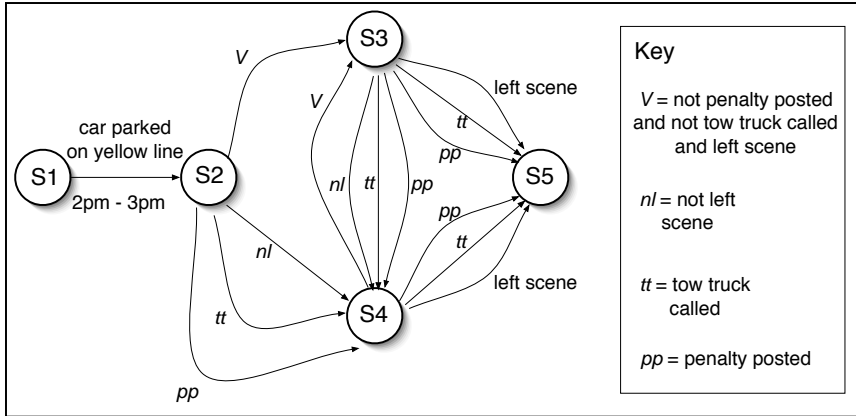 S3
V
left scene
Key
V
V = not penalty posted
and not tow truck called
and left scene
car parked
on yellow line
tt
pp
S1
S2
nl
tt
pp
S5
2pm - 3pm
pp
nl = not left
scene
nl
tt
left scene
tt
S4
tt = tow truck
called
pp
pp = penalty posted